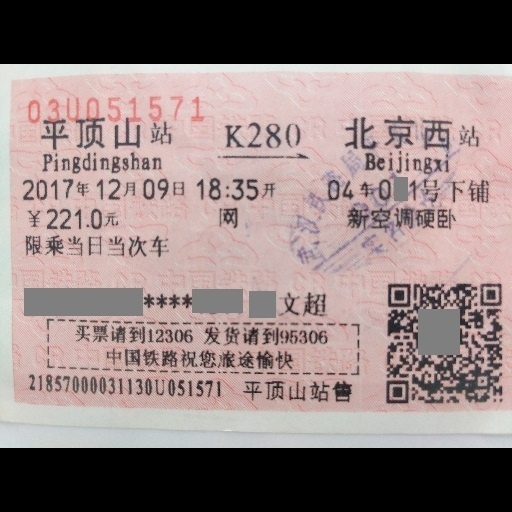 03U051571
平顶山站 K280 北京西站
Pingdingshan Beijingxi
2017年12月09日 18:35开 04车0 1号下铺
￥221.0元 网 新空调硬卧
限乘当日当次车
**** 文超
买票请到12306 发货请到95306
中国铁路祝您旅途愉快
21857000031130U051571 平顶山站售